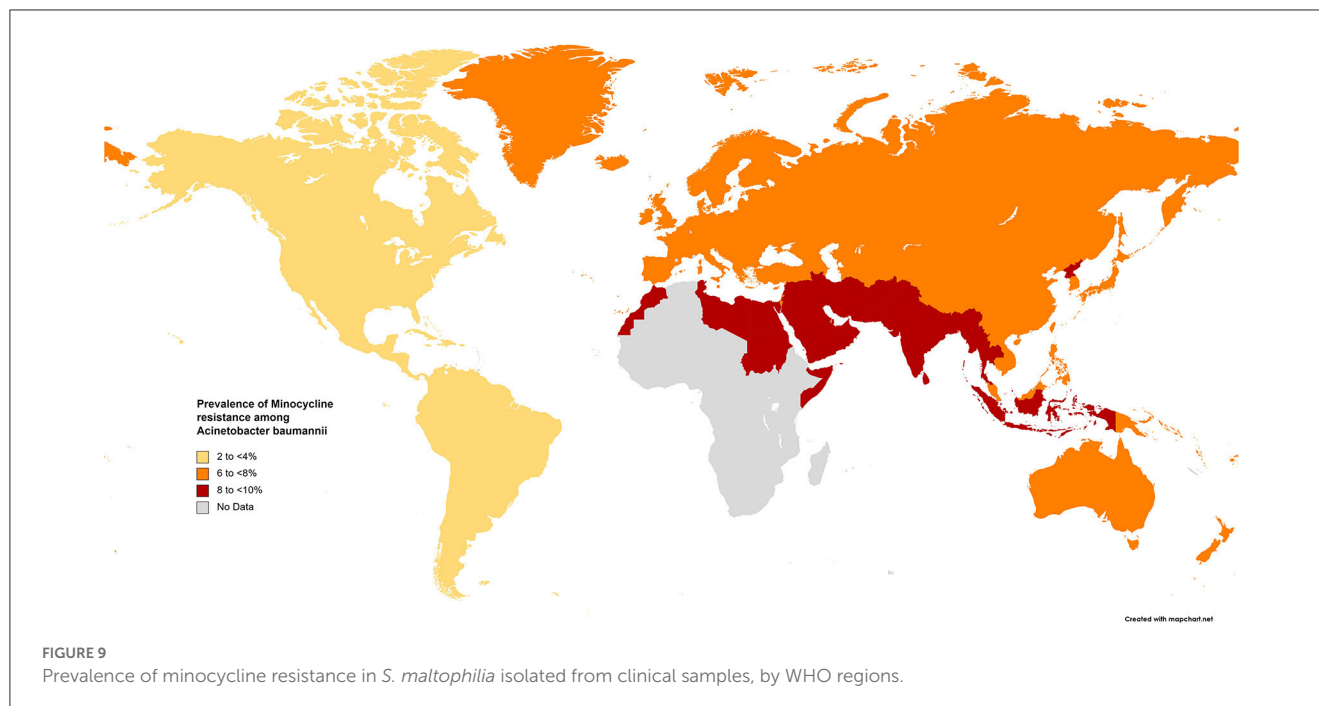 Prevalence of Minocycline
resistance among
Acinetobacter baumannii
2 to <4%
6 to <8%
8 to <10%
No Data
Created with mapchart.net
FIGURE 9
Prevalence of minocycline resistance in S. maltophilia isolated from clinical samples, by WHO regions.